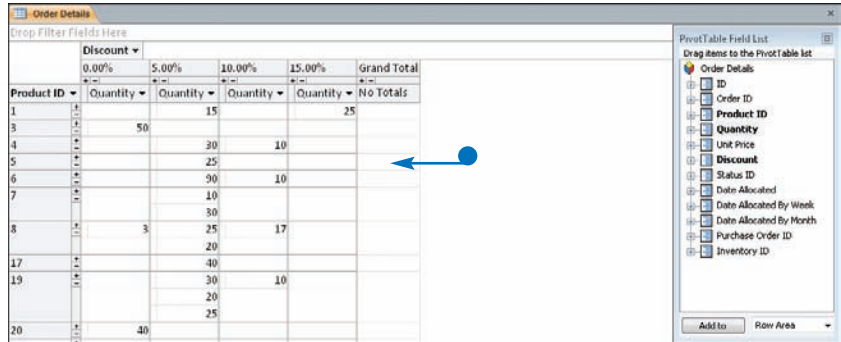 Order Details
Drop Filter Fields Here
Discount
0.00% 5.00% 10.00% 15.00% Grand Total
Product ID Quantity Quantity Quantity Quantity No Totals
1 15 25
3 50
4 30 10
5 25
6 90 10
7 10
30
8 3 25 17
20
17 40
19 30 10
20
25
20 40
PivotTable Field List
Drag items to the PivotTable list
Order Details
ID
Order ID
Product ID
Quantity
Unit Price
Discount
Status ID
Date Allocated
Date Allocated By Week
Date Allocated By Month
Purchase Order ID
Inventory ID
Add to Row Area